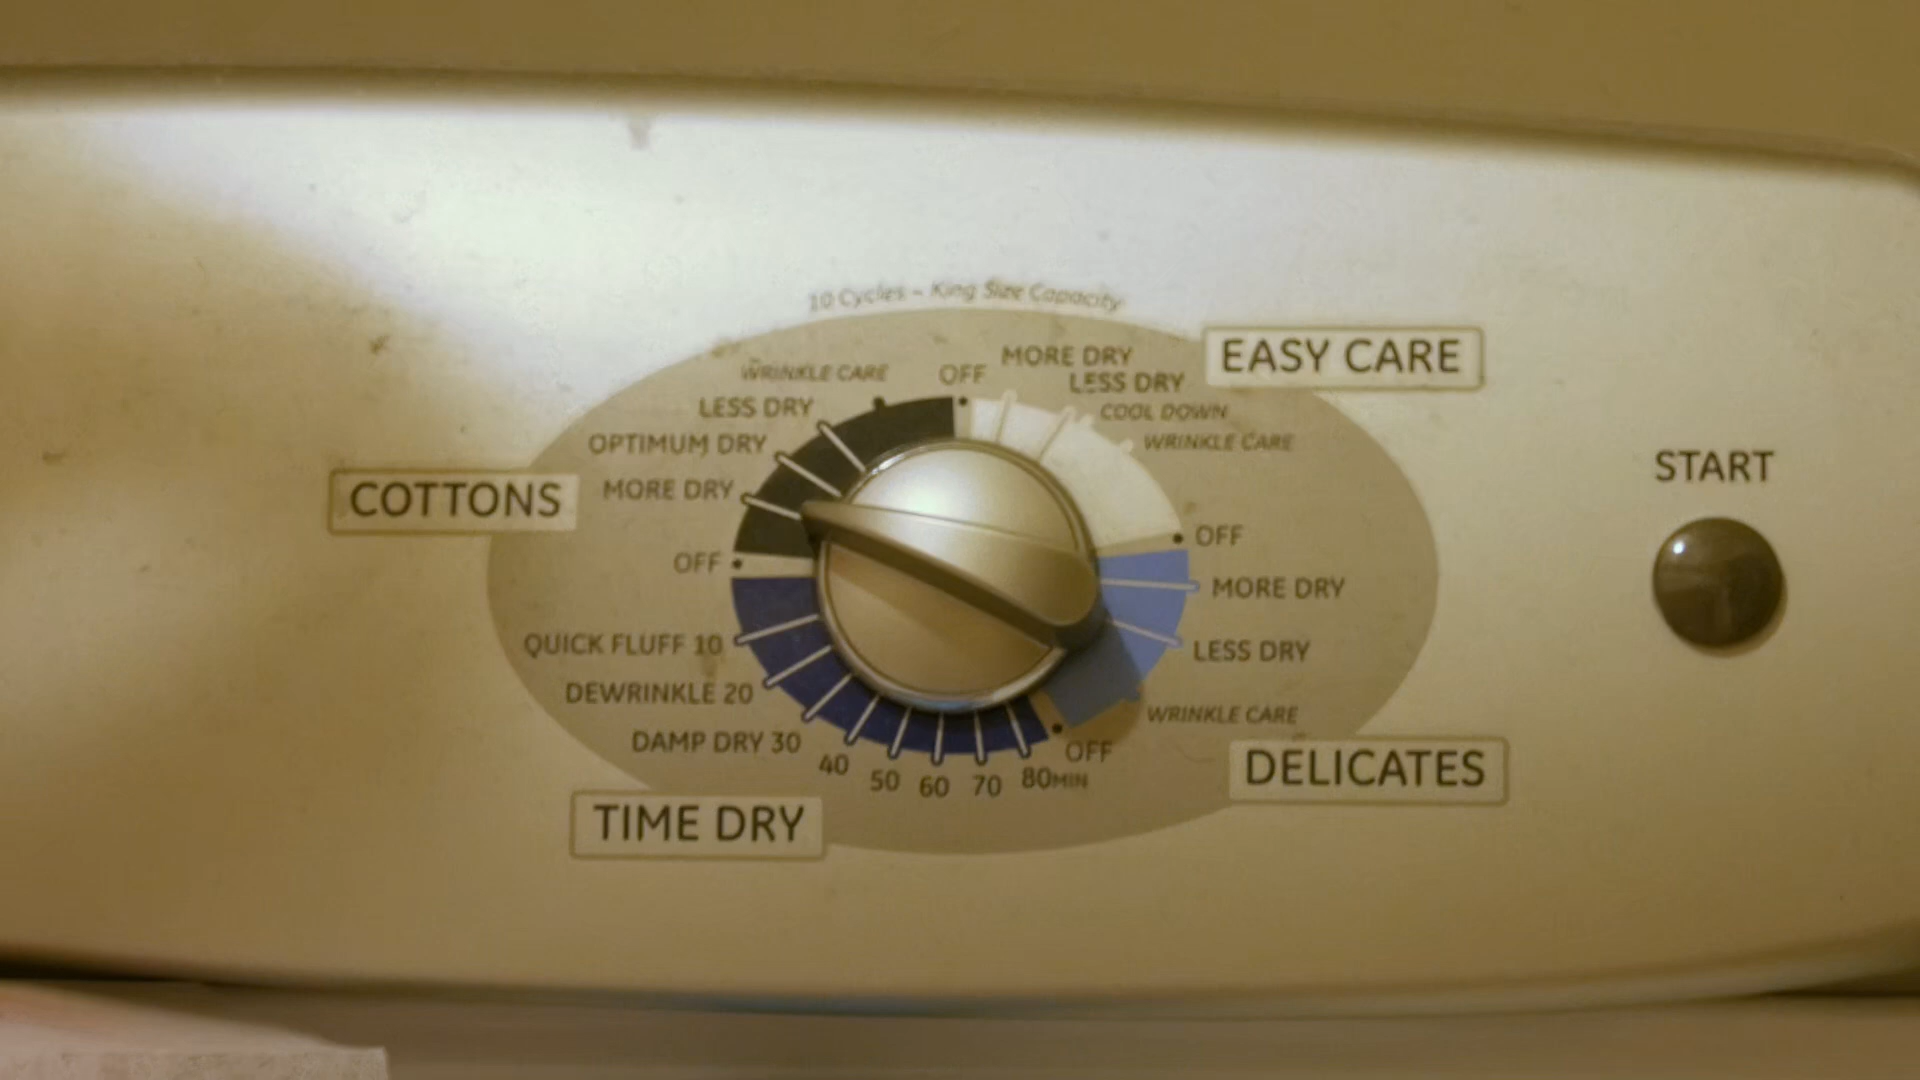 10 Cycles ~ King Size Capacity
WRINKLE CARE
OFF
MORE DRY
EASY CARE
LESS DRY
LESS DRY
COOL DOWN
OPTIMUM DRY
WRINKLE CARE
START
COTTONS
MORE DRY
OFF
OFF
MORE DRY
QUICK FLUFF 10
LESS DRY
DEWRINKLE 20
WRINKLE CARE
DAMP DRY 30
OFF
40
50
60
70
80MIN
DELICATES
TIME DRY